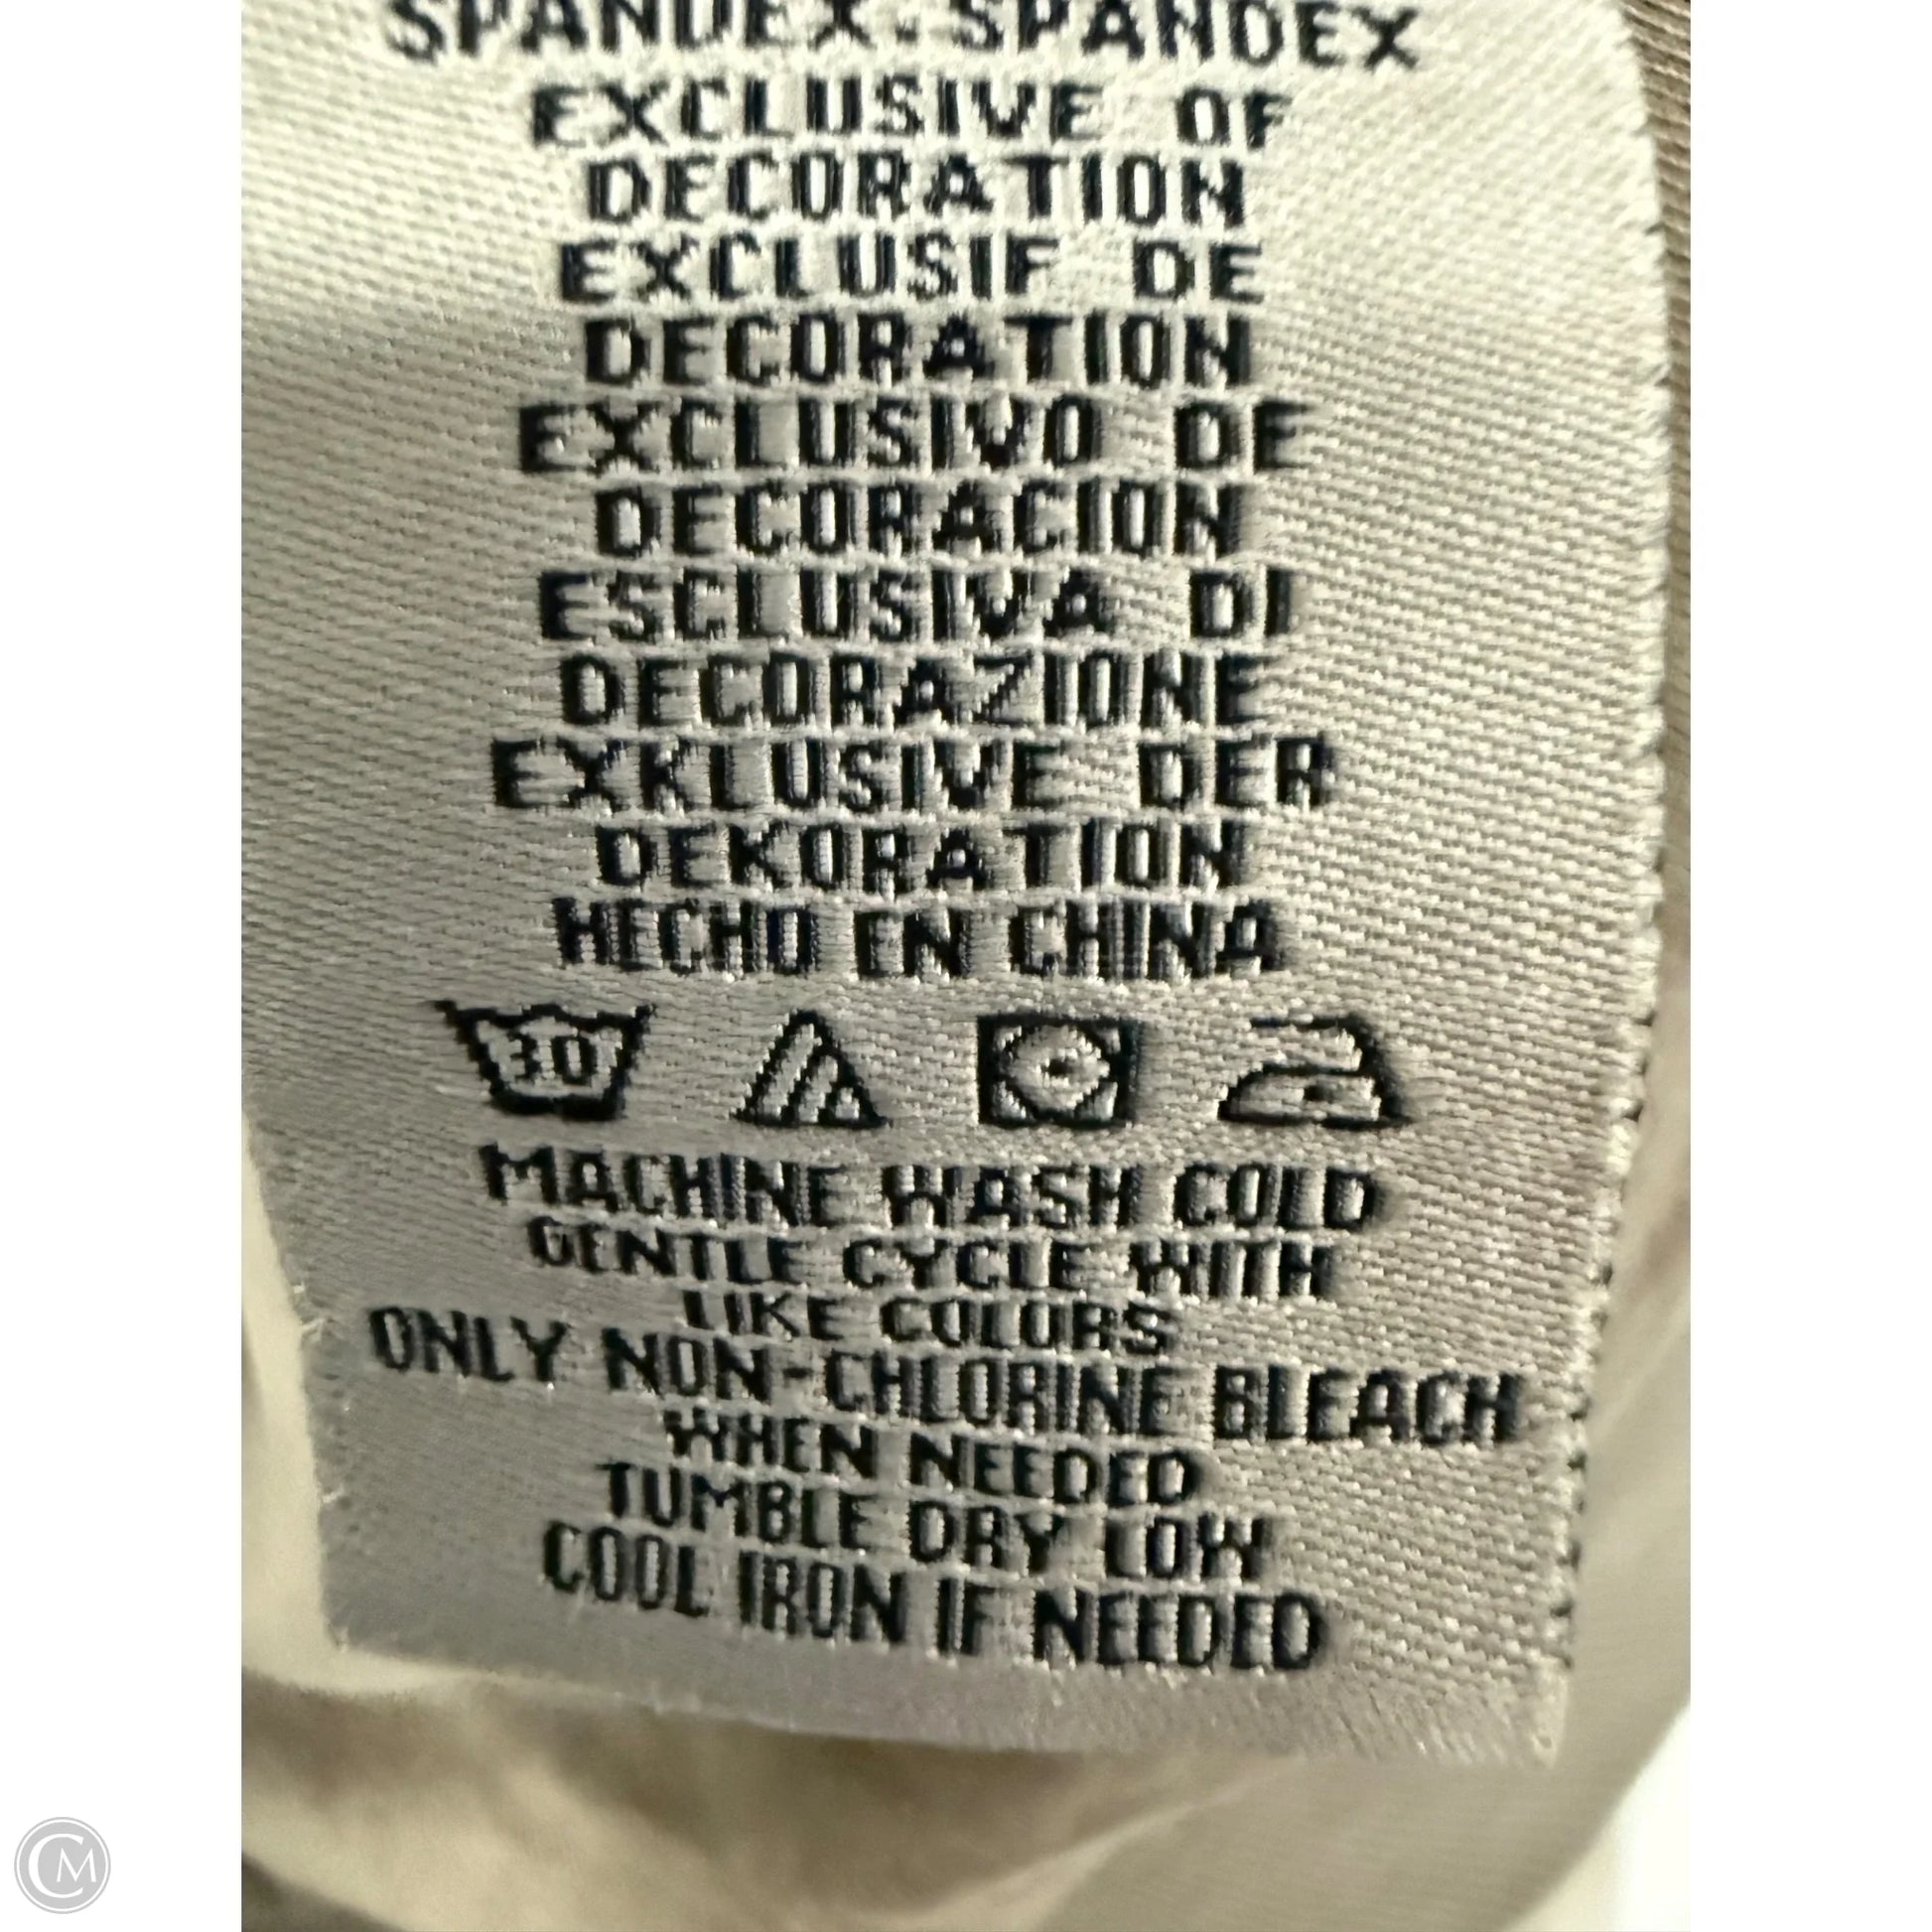 SPANDEX-SPANDEX
EXCLUSIVE OF
DECORATION
EXCLUSIF DE
DECORATION
EXCLUSIVO DE
DECORACION
ESCLUSIVA DI
DECORAZIONE
EXKLUSIVE DER
DEKORATION
HECHO EN CHINA
30
MACHINE WASH COLD
GENTLE CYCLE WITH
LIKE COLORS
ONLY NON-CHLORINE BLEACH
WHEN NEEDED
TUMBLE DRY LOW
COOL IRON IF NEEDED
CM